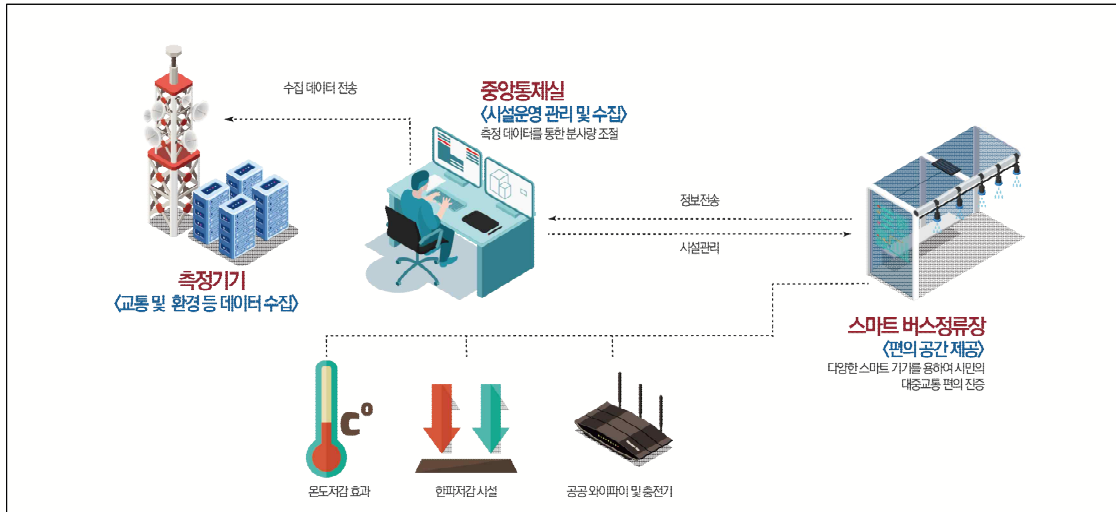 수집 데이터 전송
중앙통제실
<시설운영 관리 및 수집>
측정 데이터를 통한 분사량 조절
정보전송
시설관리
측정기기
<교통 및 환경 등 데이터 수집>
스마트 버스정류장
<편의 공간 제공>
다양한 스마트 기기를 용하여 시민의
대중교통 편의 진증
C°
온도저감 효과
한파저감 시설
공공 와이파이 및 충전기